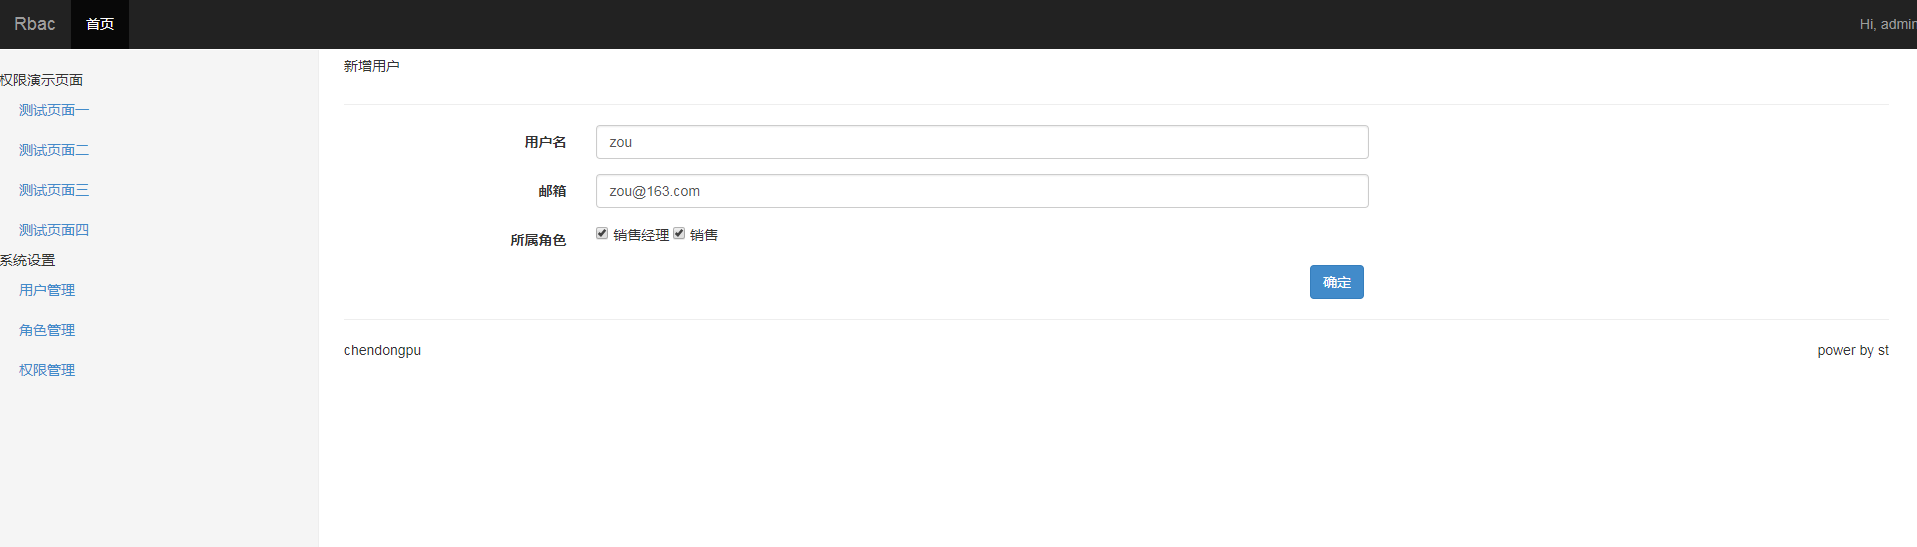 Rbac 首页 Hi, admin
权限演示页面
测试页面一
测试页面二
测试页面三
测试页面四
系统设置
用户管理
角色管理
权限管理
新增用户
用户名 zou
邮箱 zou@163.com
所属角色 销售经理 销售
确定
chendongpu power by st